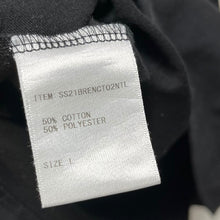 ITEM SS21BRENCT02NTL
50% COTTON
50% POLYESTER
SIZE L